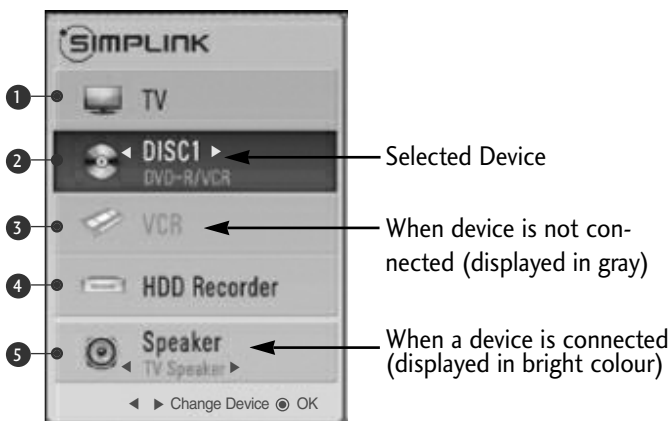 SIMPLINK
1 TV
2 DISC1
DVD-R/VCR
Selected Device
3 VCR
When device is not con-
nected (displayed in gray)
4 HDD Recorder
5 Speaker
TV Speaker
When a device is connected
(displayed in bright colour)
◀ ▶ Change Device ◉ OK